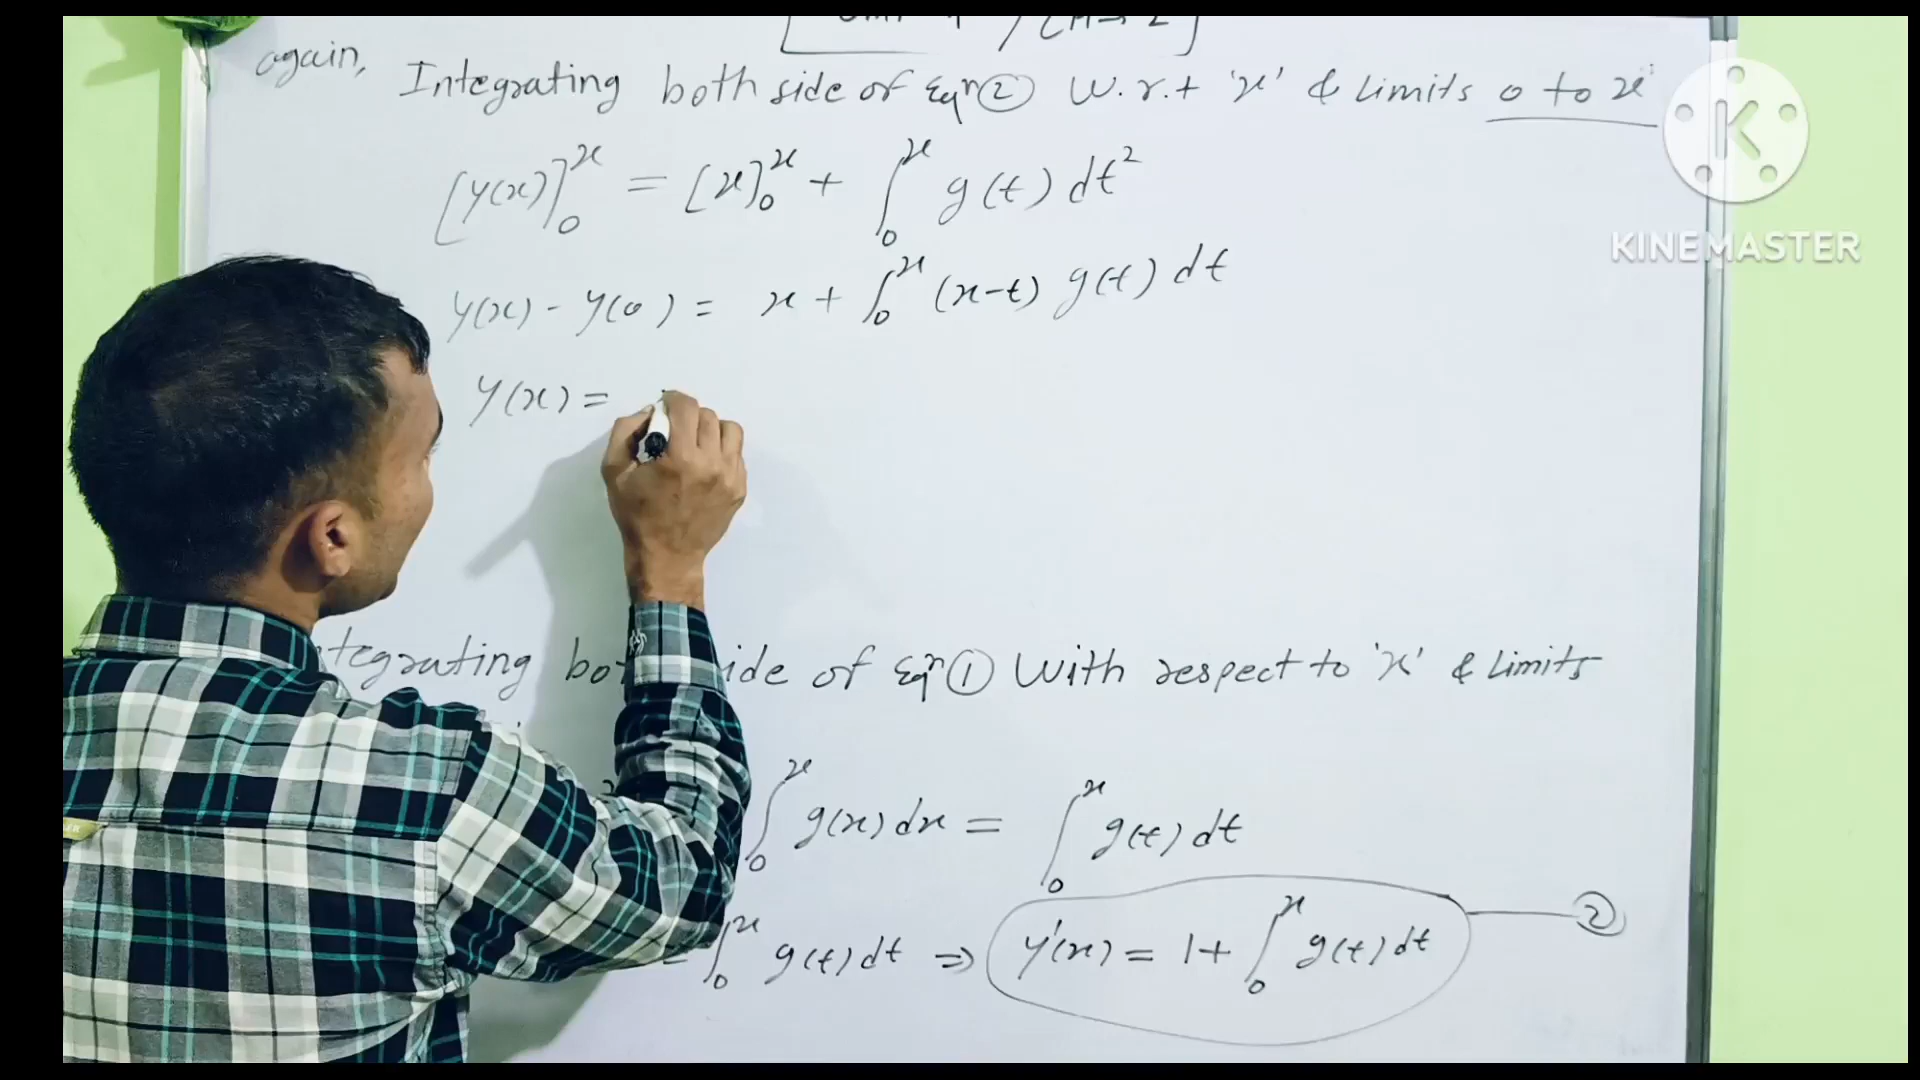 again, Integrating both side of Eqn ② w.r.t 'x' & Limits 0 to x
[y(x)]₀ˣ = [x]₀ˣ + ∫₀ˣ g(t) dt²
y(x) - y(0) = x + ∫₀ˣ (x-t) g(t) dt
y(x) =
Integrating both side of Eqn ① With respect to 'x' & Limits
∫₀ˣ g(x) dx = ∫₀ˣ g(t) dt
= ∫₀ˣ g(t) dt ⇒ y'(x) = 1 + ∫₀ˣ g(t) dt ②
K
KINEMASTER